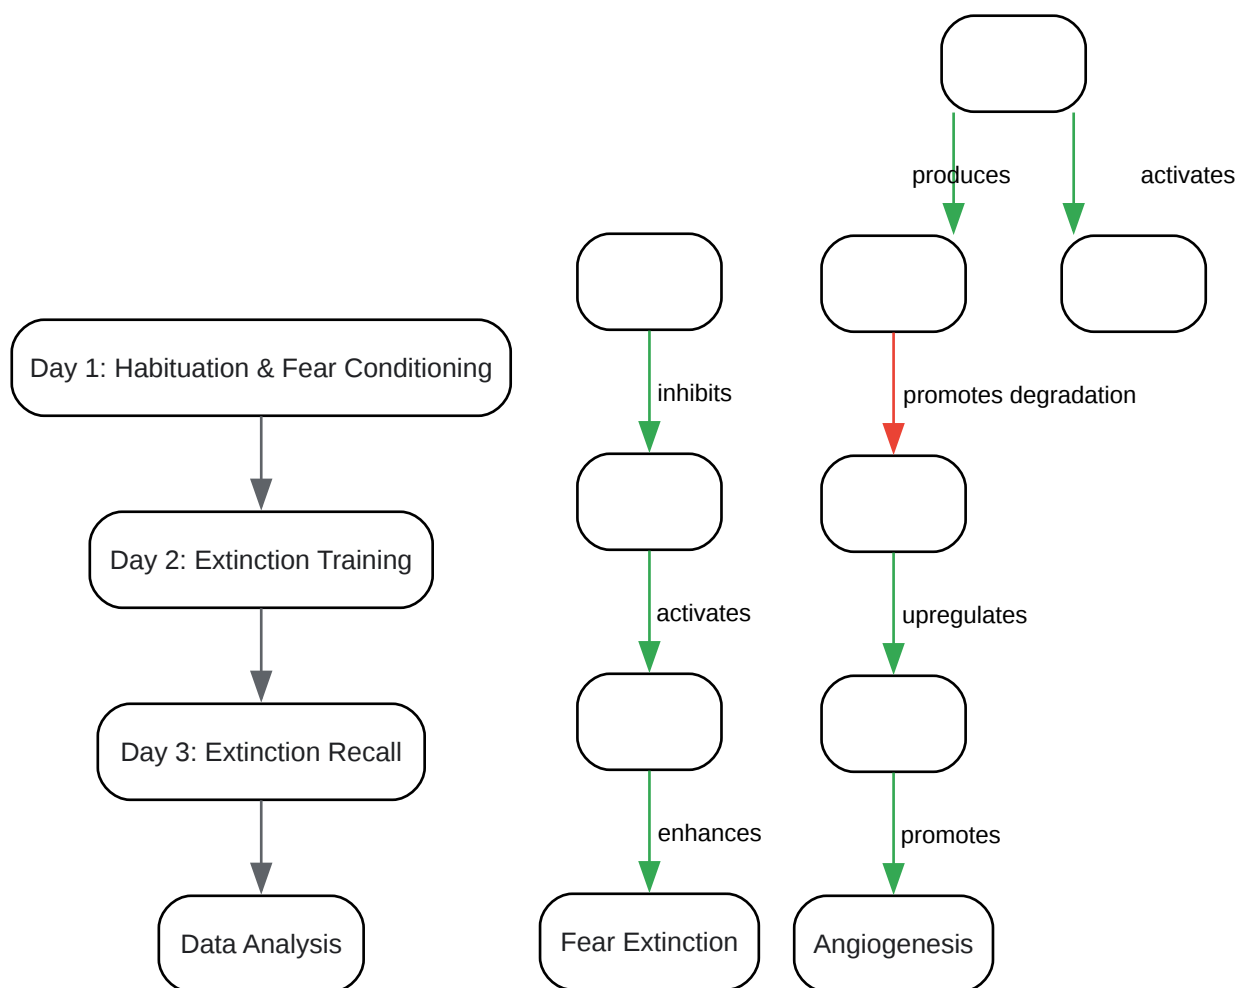 Day 1: Habituation & Fear Conditioning
Day 2: Extinction Training
Day 3: Extinction Recall
Data Analysis
inhibits
activates
enhances
Fear Extinction
produces
activates
promotes degradation
upregulates
promotes
Angiogenesis